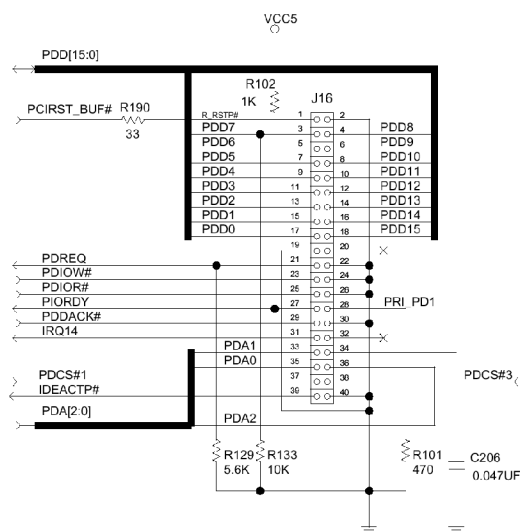 VCC5
PDD[15:0]
R102
1K
J16
PCIRST_BUF# R190
33
R_RSTP# 1 2
PDD7 3 4 PDD8
PDD6 5 6 PDD9
PDD5 7 8 PDD10
PDD4 9 10 PDD11
PDD3 11 12 PDD12
PDD2 13 14 PDD13
PDD1 15 16 PDD14
PDD0 17 18 PDD15
19 20
PDREQ 21 22
PDIOW# 23 24
PDIOR# 25 26
PIORDY 27 28 PRI_PD1
PDDACK# 29 30
IRQ14 31 32
PDA1 33 34
PDA0 35 36
PDCS#1 37 38 PDCS#3
IDEACTP# 39 40
PDA[2:0] PDA2
R129 R133 R101 C206
5.6K 10K 470 0.047UF